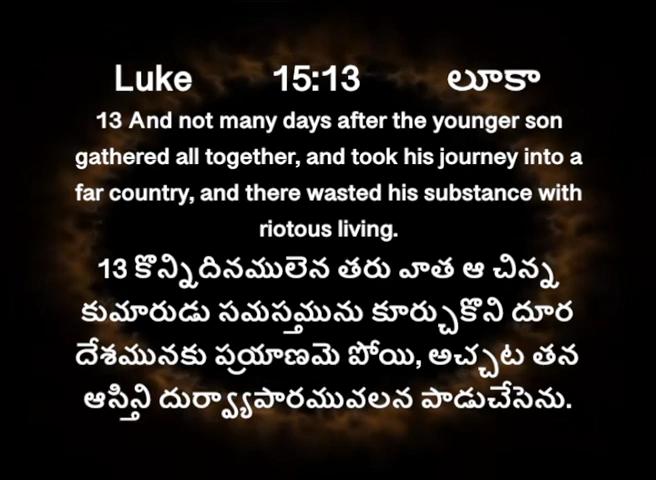 Luke 15:13 లూకా
13 And not many days after the younger son
gathered all together, and took his journey into a
far country, and there wasted his substance with
riotous living.
13 కొన్నిదినములెన తరు వాత ఆ చిన్న
కుమారుడు సమస్తమును కూర్చుకొని దూర
దేశమునకు ప్రయాణమె పోయి, అచ్చట తన
ఆస్తిని దుర్వ్యాపారమువలన పాడుచేసెను.